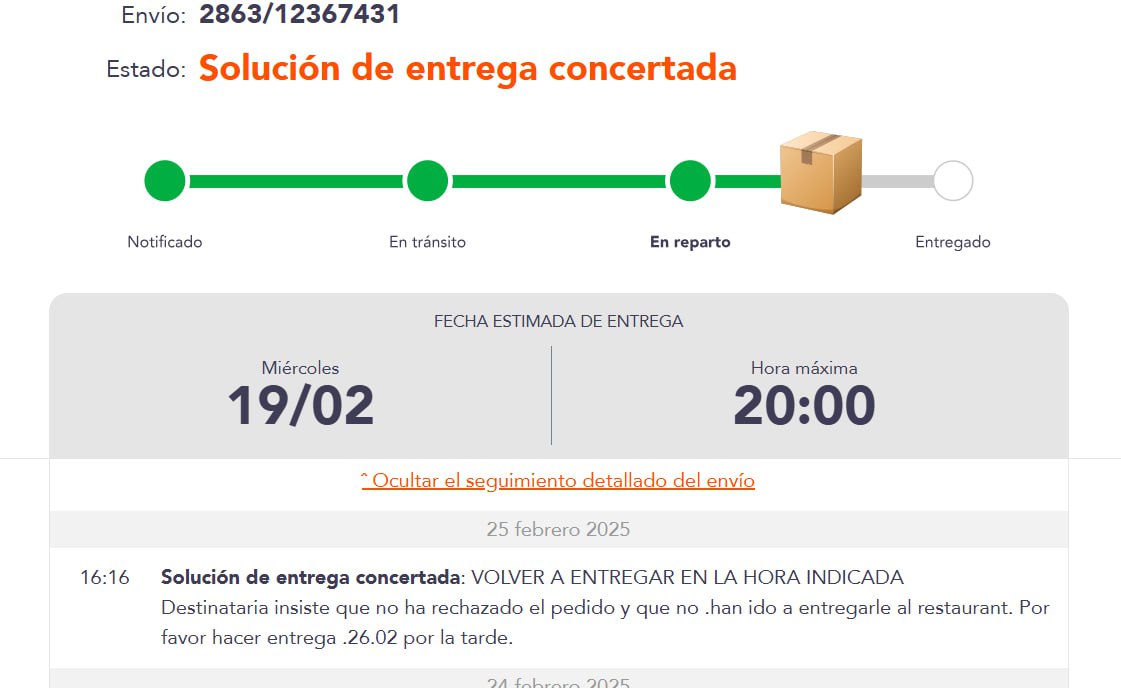 Envío: 2863/12367431
Estado: Solución de entrega concertada
Notificado
En tránsito
En reparto
Entregado
FECHA ESTIMADA DE ENTREGA
Miércoles
19/02
Hora máxima
20:00
ˆ Ocultar el seguimiento detallado del envío
25 febrero 2025
16:16 Solución de entrega concertada: VOLVER A ENTREGAR EN LA HORA INDICADA
Destinataria insiste que no ha rechazado el pedido y que no .han ido a entregarle al restaurant. Por
favor hacer entrega .26.02 por la tarde.
24 febrero 2025